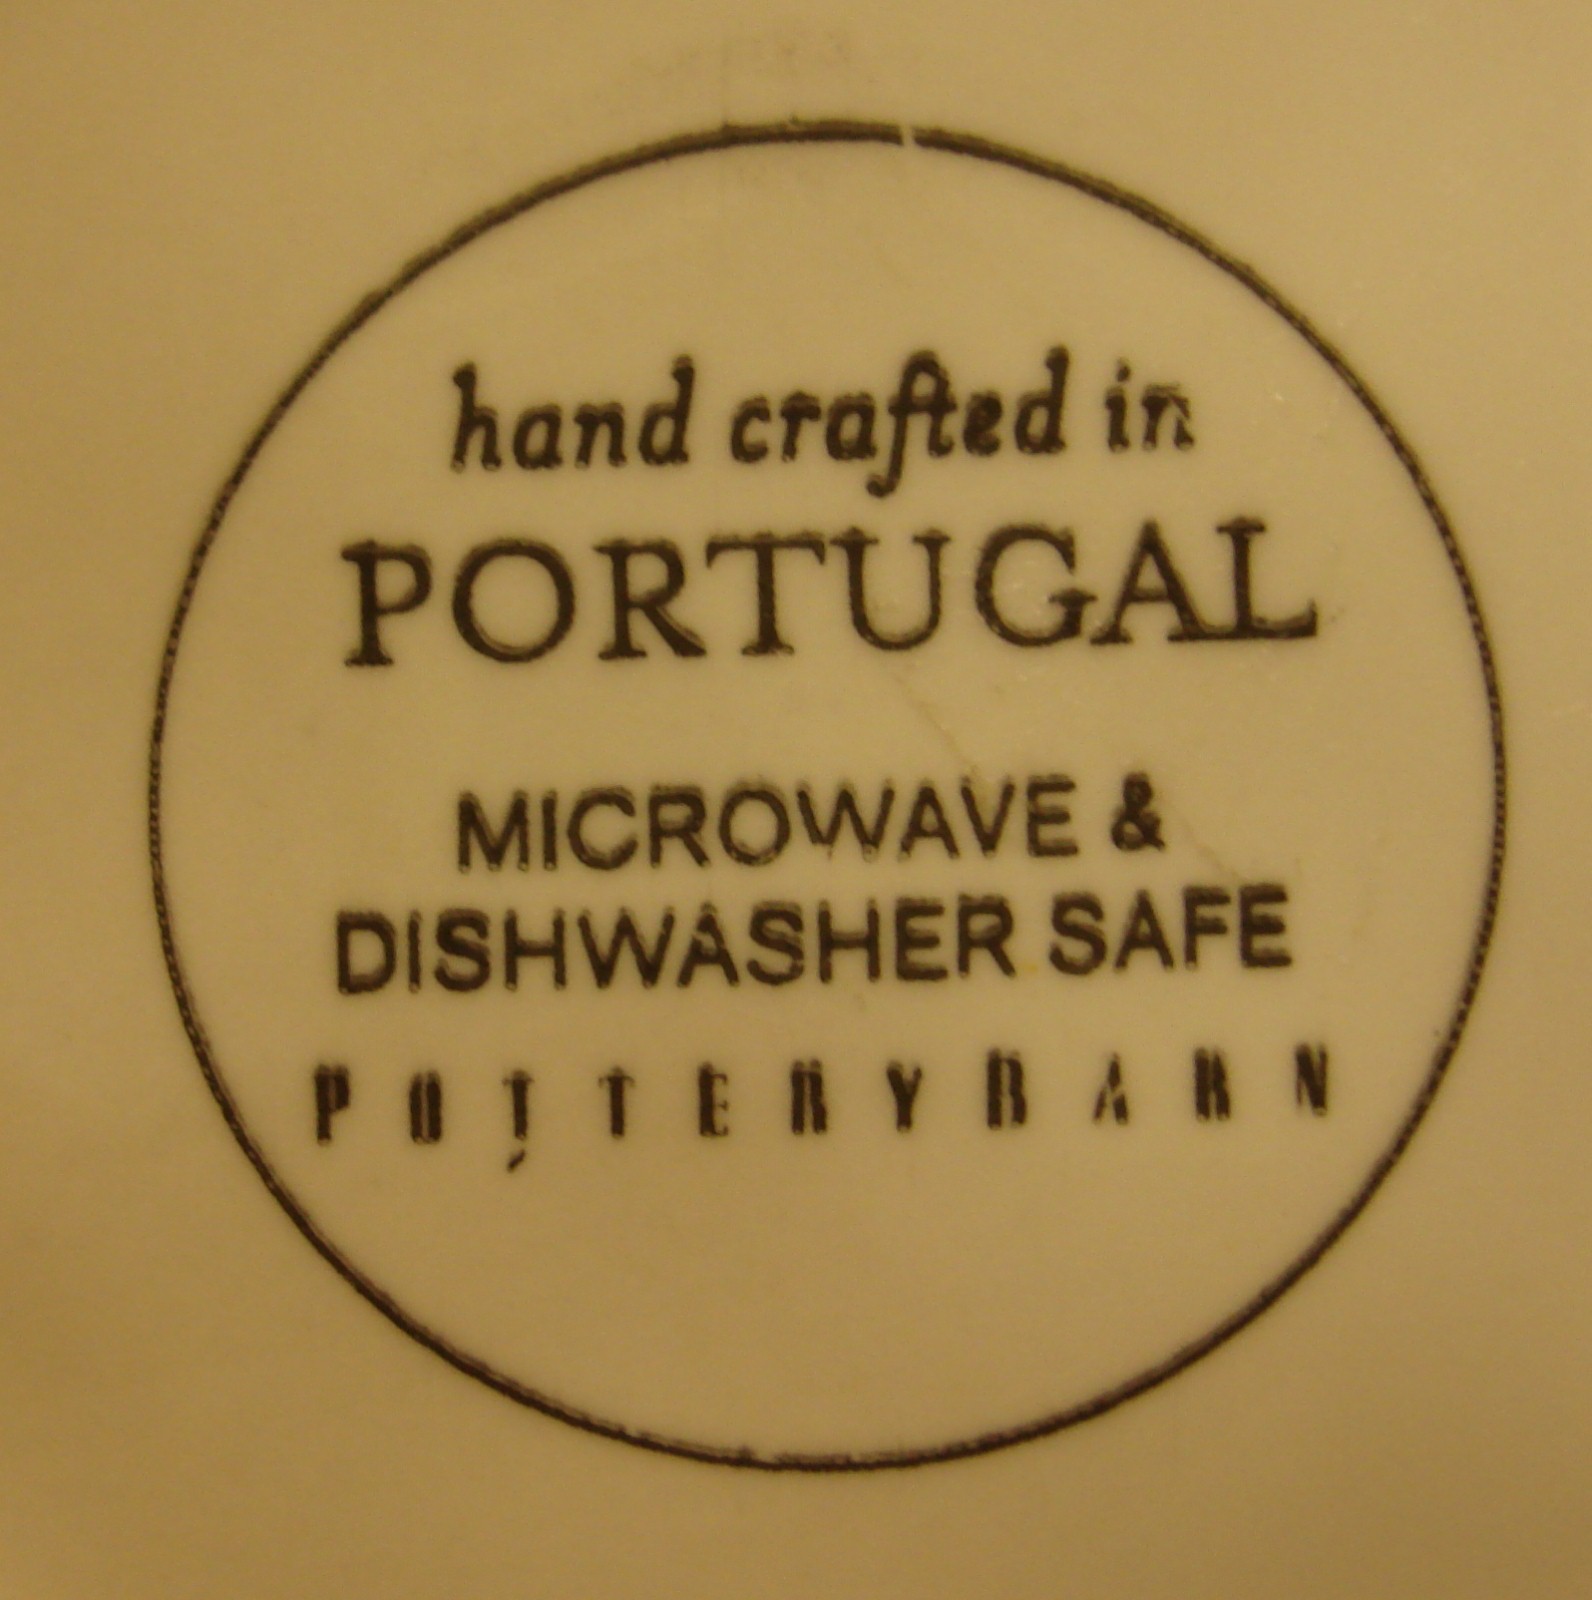 hand crafted in
PORTUGAL
MICROWAVE &
DISHWASHER SAFE
POTTERYBARN